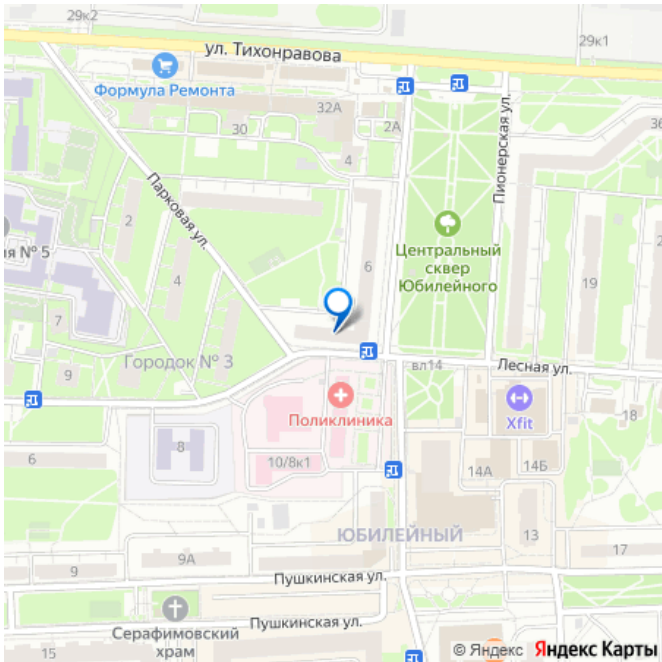 29к2
29к1
ул. Тихонравова
Формула Ремонта
32А
30
2А
36
4
Пионерская ул.
Парковая ул.
2
Центральный
сквер
Юбилейного
ия № 5
6
4
19
2
7
Городок № 3
вл14
Лесная ул.
9
Поликлиника
Xfit
18
8
6
10/8к1
14А
14Б
ЮБИЛЕЙНЫЙ
13
17
9А
9
Пушкинская ул.
Серафимовский
храм
Пушкинская ул.
15
© Яндекс Яндекс Карты